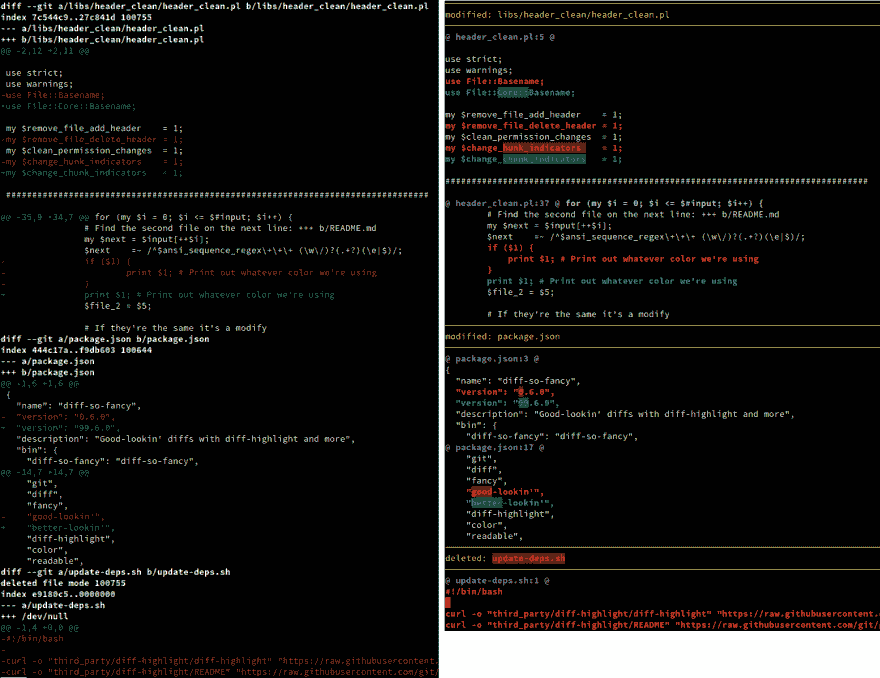 diff --git a/libs/header_clean/header_clean.pl b/libs/header_clean/header_clean.pl
index 7c544c9..27c841d 100755
--- a/libs/header_clean/header_clean.pl
+++ b/libs/header_clean/header_clean.pl
@@ -2,12 +2,11 @@
use strict;
use warnings;
-use File::Basename;
+use File::Core::Basename;
my $remove_file_add_header    = 1;
-my $remove_file_delete_header = 1;
my $clean_permission_changes  = 1;
-my $change_hunk_indicators    = 1;
+my $change_chunk_indicators   = 1;
#################################################################################
@@ -35,9 +34,7 @@ for (my $i = 0; $i <= $#input; $i++) {
# Find the second file on the next line: +++ b/README.md
my $next = $input[++$i];
$next    =~ /^$ansi_sequence_regex\+\+\+ (\w\/)?(.+?)(\e|$)/;
-if ($1) {
-print $1; # Print out whatever color we're using
-}
+print $1; # Print out whatever color we're using
$file_2 = $5;
# If they're the same it's a modify
diff --git a/package.json b/package.json
index 444c17a..f9db603 100644
--- a/package.json
+++ b/package.json
@@ -1,6 +1,6 @@
{
"name": "diff-so-fancy",
- "version": "0.6.0",
+ "version": "99.6.0",
"description": "Good-lookin' diffs with diff-highlight and more",
"bin": {
"diff-so-fancy": "diff-so-fancy",
@@ -14,7 +14,7 @@
"git",
"diff",
"fancy",
- "good-lookin'",
+ "better-lookin'",
"diff-highlight",
"color",
"readable",
diff --git a/update-deps.sh b/update-deps.sh
deleted file mode 100755
index e9180c5..0000000
--- a/update-deps.sh
+++ /dev/null
@@ -1,4 +0,0 @@
-#!/bin/bash
-
-curl -o "third_party/diff-highlight/diff-highlight" "https://raw.githubusercontent.
-curl -o "third_party/diff-highlight/README" "https://raw.githubusercontent.com/git/
modified: libs/header_clean/header_clean.pl
@ header_clean.pl:5 @
use strict;
use warnings;
use File::Basename;
use File::Core::Basename;
my $remove_file_add_header    = 1;
my $remove_file_delete_header = 1;
my $clean_permission_changes  = 1;
my $change_hunk_indicators    = 1;
my $change_chunk_indicators   = 1;
#################################################################################
@ header_clean.pl:37 @ for (my $i = 0; $i <= $#input; $i++) {
# Find the second file on the next line: +++ b/README.md
my $next = $input[++$i];
$next    =~ /^$ansi_sequence_regex\+\+\+ (\w\/)?(.+?)(\e|$)/;
if ($1) {
print $1; # Print out whatever color we're using
}
print $1; # Print out whatever color we're using
$file_2 = $5;
# If they're the same it's a modify
modified: package.json
@ package.json:3 @
{
"name": "diff-so-fancy",
"version": "0.6.0",
"version": "99.6.0",
"description": "Good-lookin' diffs with diff-highlight and more",
"bin": {
"diff-so-fancy": "diff-so-fancy",
@ package.json:17 @
"git",
"diff",
"fancy",
"good-lookin'",
"better-lookin'",
"diff-highlight",
"color",
"readable",
deleted: update-deps.sh
@ update-deps.sh:1 @
#!/bin/bash
curl -o "third_party/diff-highlight/diff-highlight" "https://raw.githubusercontent.
curl -o "third_party/diff-highlight/README" "https://raw.githubusercontent.com/git/